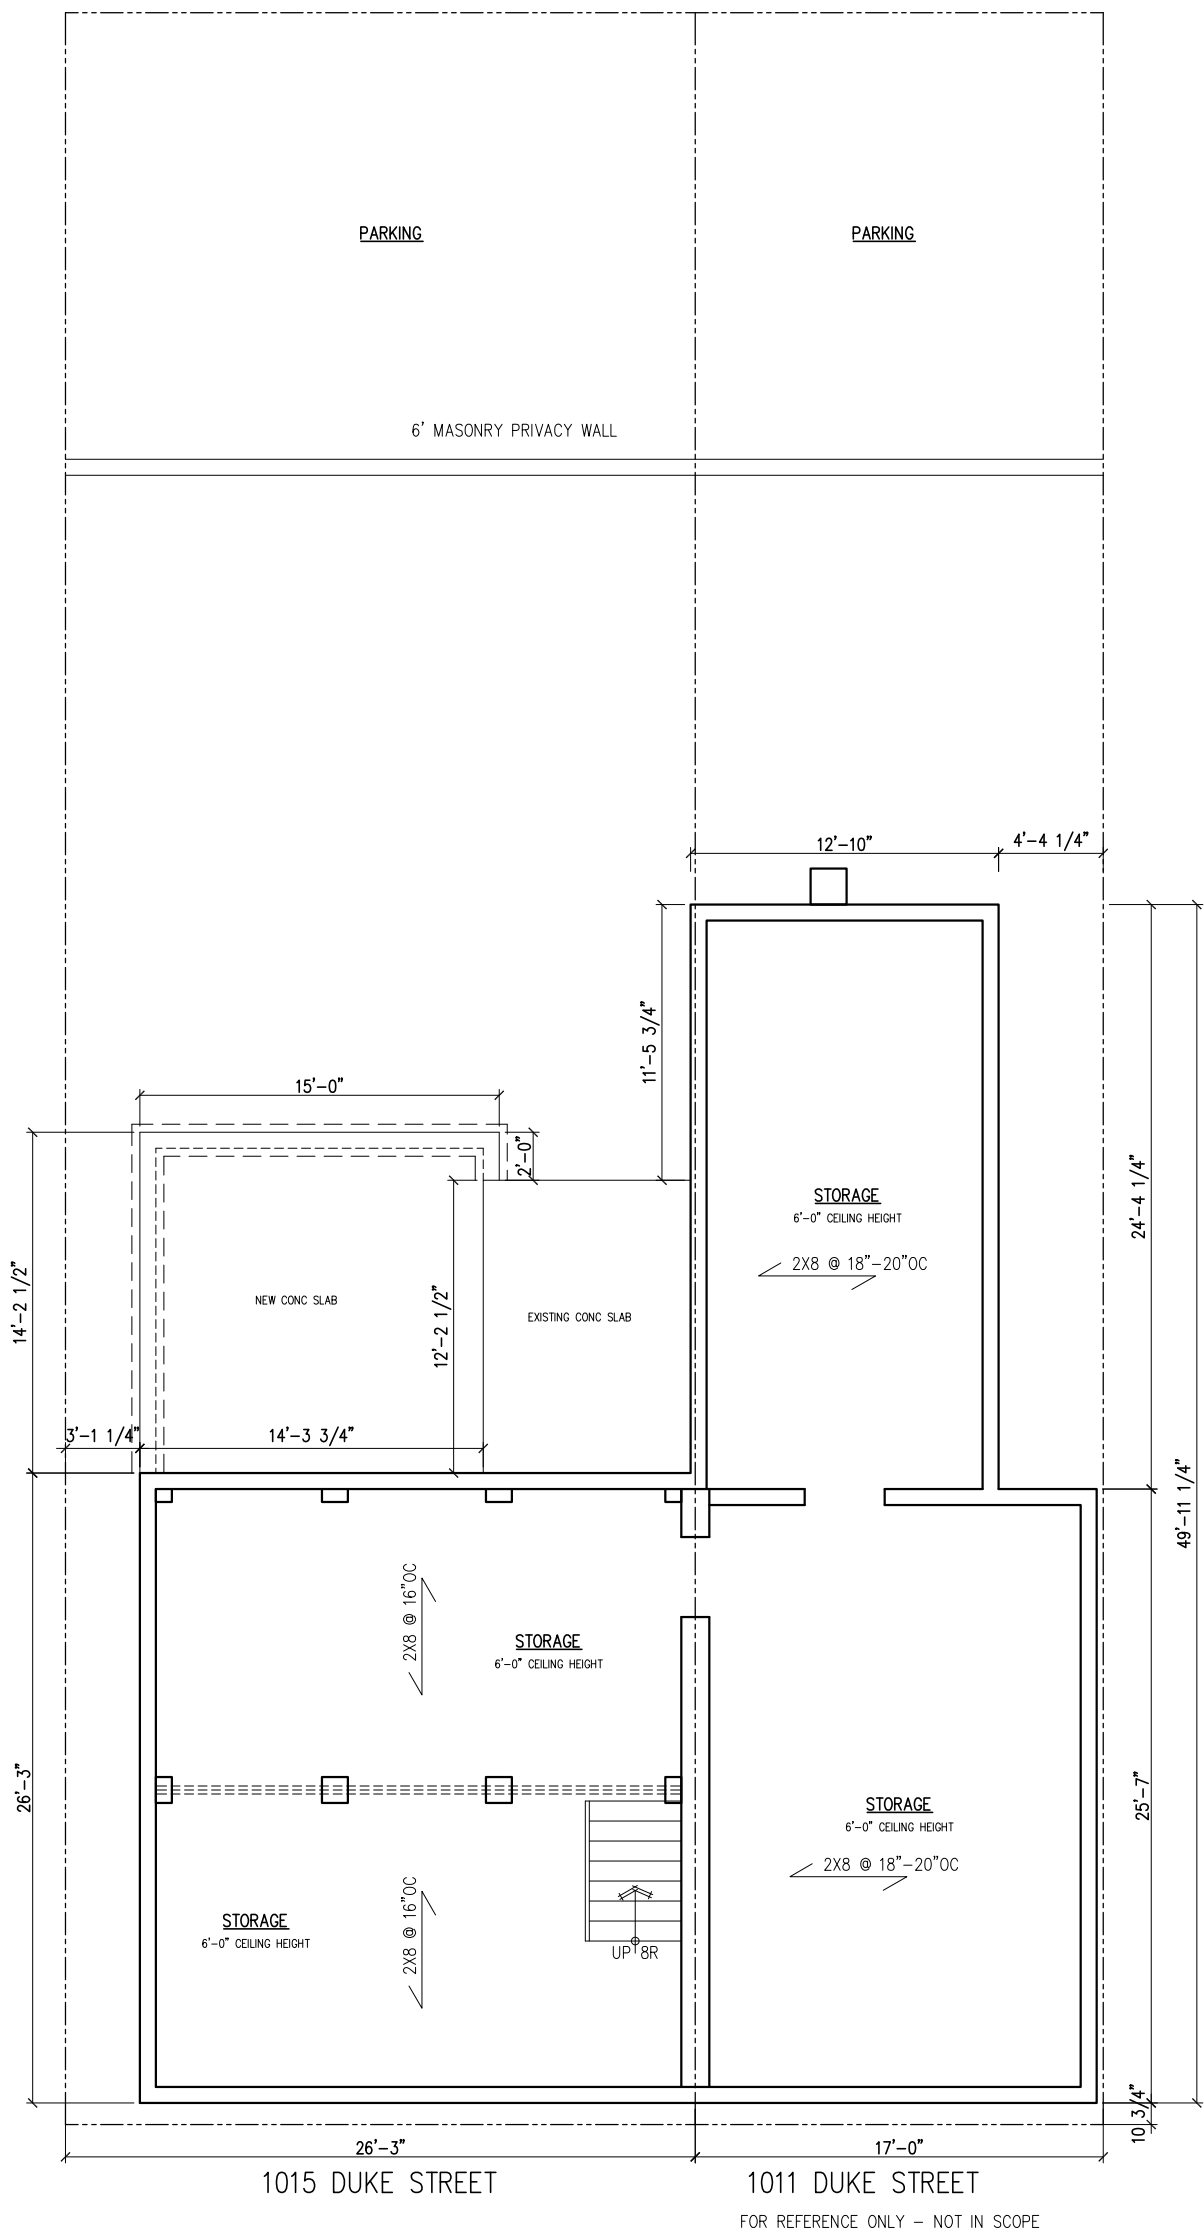 PARKING
PARKING
6' MASONRY PRIVACY WALL
12'-10"
4'-4 1/4"
11'-5 3/4"
15'-0"
2'-0"
24'-4 1/4"
STORAGE
6'-0" CEILING HEIGHT
2X8 @ 18"-20"OC
14'-2 1/2"
NEW CONC SLAB
12'-2 1/2"
EXISTING CONC SLAB
3'-1 1/4"
14'-3 3/4"
49'-11 1/4"
2X8 @ 16"OC
STORAGE
6'-0" CEILING HEIGHT
26'-3"
25'-7"
STORAGE
6'-0" CEILING HEIGHT
2X8 @ 18"-20"OC
STORAGE
6'-0" CEILING HEIGHT
2X8 @ 16"OC
UP 8R
10 3/4"
26'-3"
17'-0"
1015 DUKE STREET
1011 DUKE STREET
FOR REFERENCE ONLY – NOT IN SCOPE